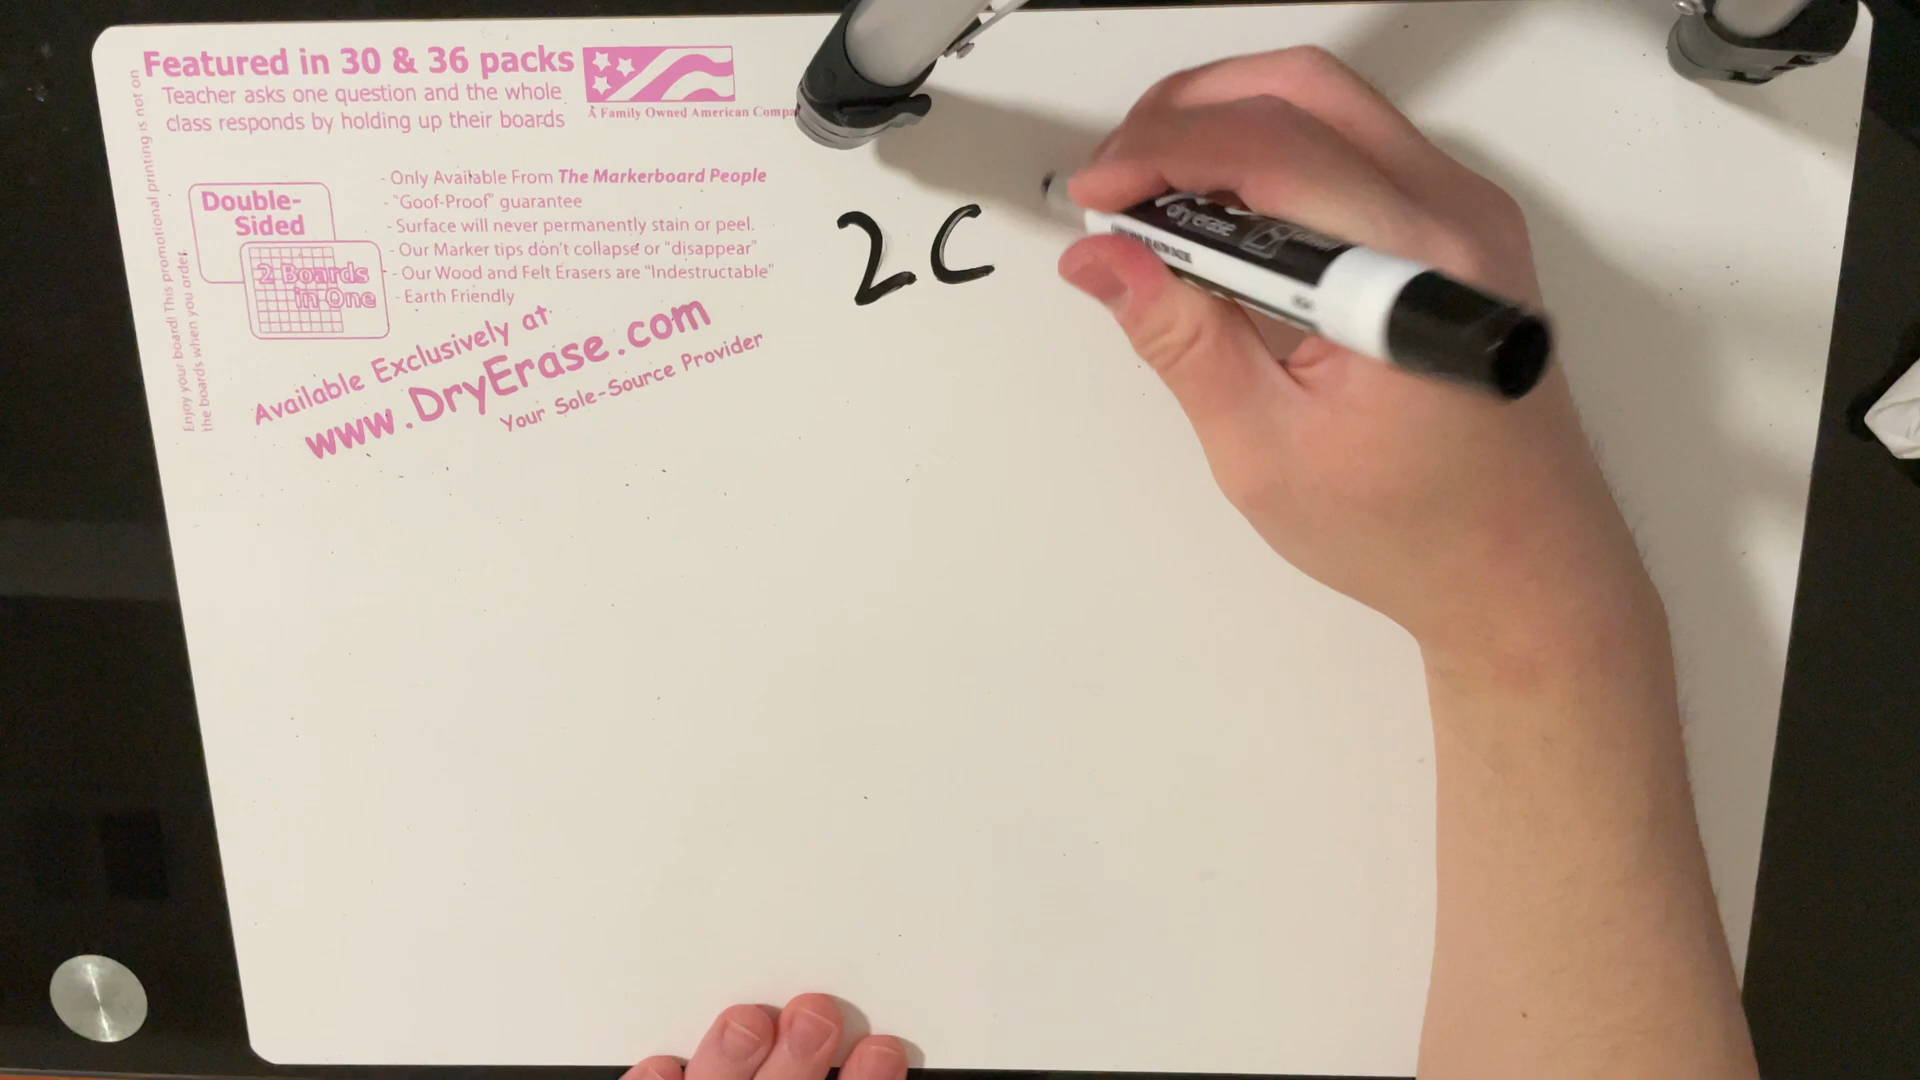 Featured in 30 & 36 packs
Teacher asks one question and the whole
class responds by holding up their boards
A Family Owned American Compa
Enjoy your board! This promotional printing is not on
the boards when you order.
Double-
Sided
2 Boards
in One
- Only Available From The Markerboard People
- "Goof-Proof" guarantee
- Surface will never permanently stain or peel.
- Our Marker tips don't collapse or "disappear"
- Our Wood and Felt Erasers are "Indestructable"
- Earth Friendly
Available Exclusively at
www.DryErase.com
Your Sole-Source Provider
2C
dry erase